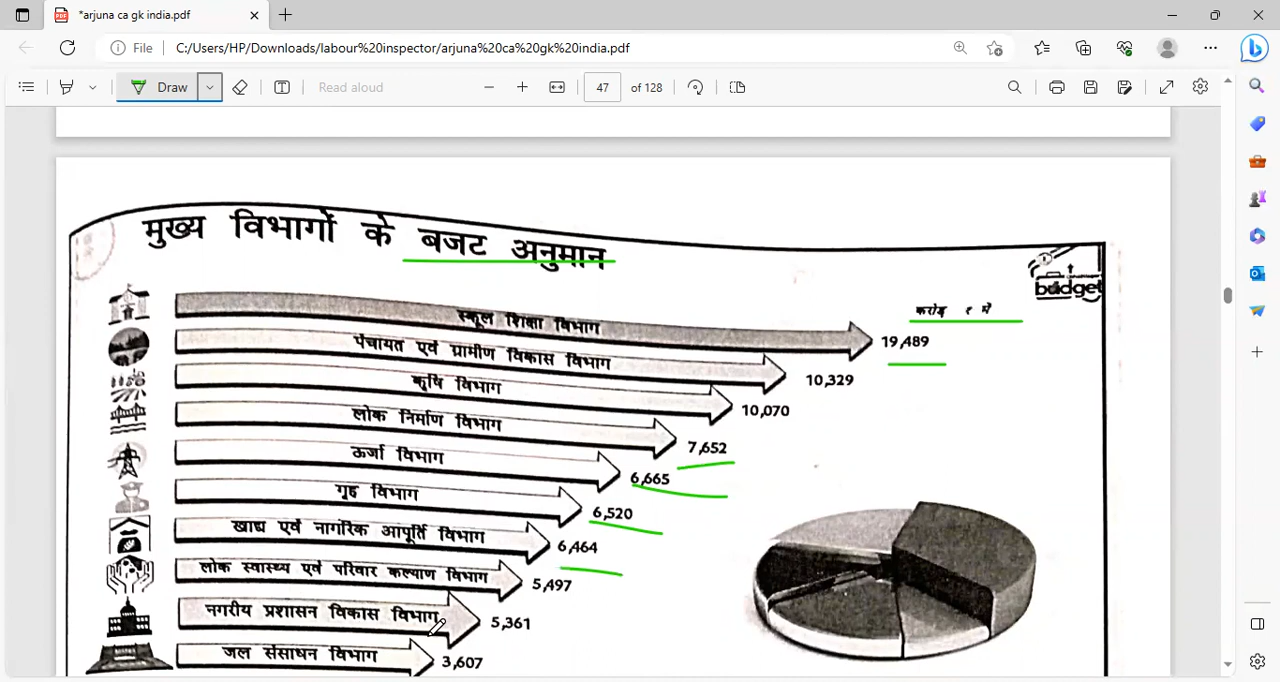 *arjuna ca gk india.pdf
File
C:/Users/HP/Downloads/labour%20inspector/arjuna%20ca%20gk%20india.pdf
Draw
Read aloud
47 of 128
मुख्य विभागों के बजट अनुमान
budget
करोड़ ₹ में
स्कूल शिक्षा विभाग 19,489
पंचायत एवं ग्रामीण विकास विभाग 10,329
कृषि विभाग 10,070
लोक निर्माण विभाग 7,652
ऊर्जा विभाग 6,665
गृह विभाग 6,520
खाद्य एवं नागरिक आपूर्ति विभाग 6,464
लोक स्वास्थ्य एवं परिवार कल्याण विभाग 5,497
नगरीय प्रशासन विकास विभाग 5,361
जल संसाधन विभाग 3,607